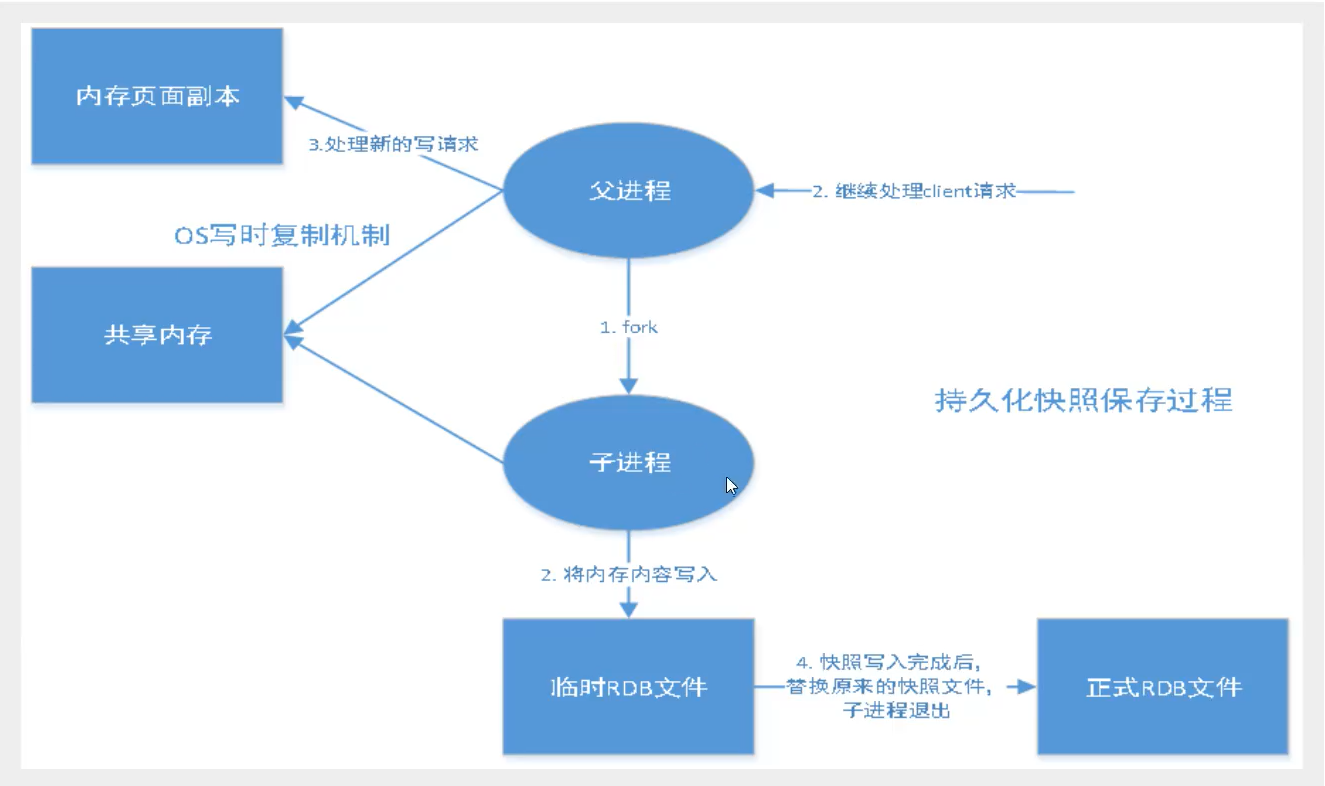 内存页面副本
3.处理新的写请求
父进程
2. 继续处理client请求
OS写时复制机制
共享内存
1. fork
持久化快照保存过程
子进程
2. 将内存内容写入
临时RDB文件
4. 快照写入完成后,
替换原来的快照文件,
子进程退出
正式RDB文件